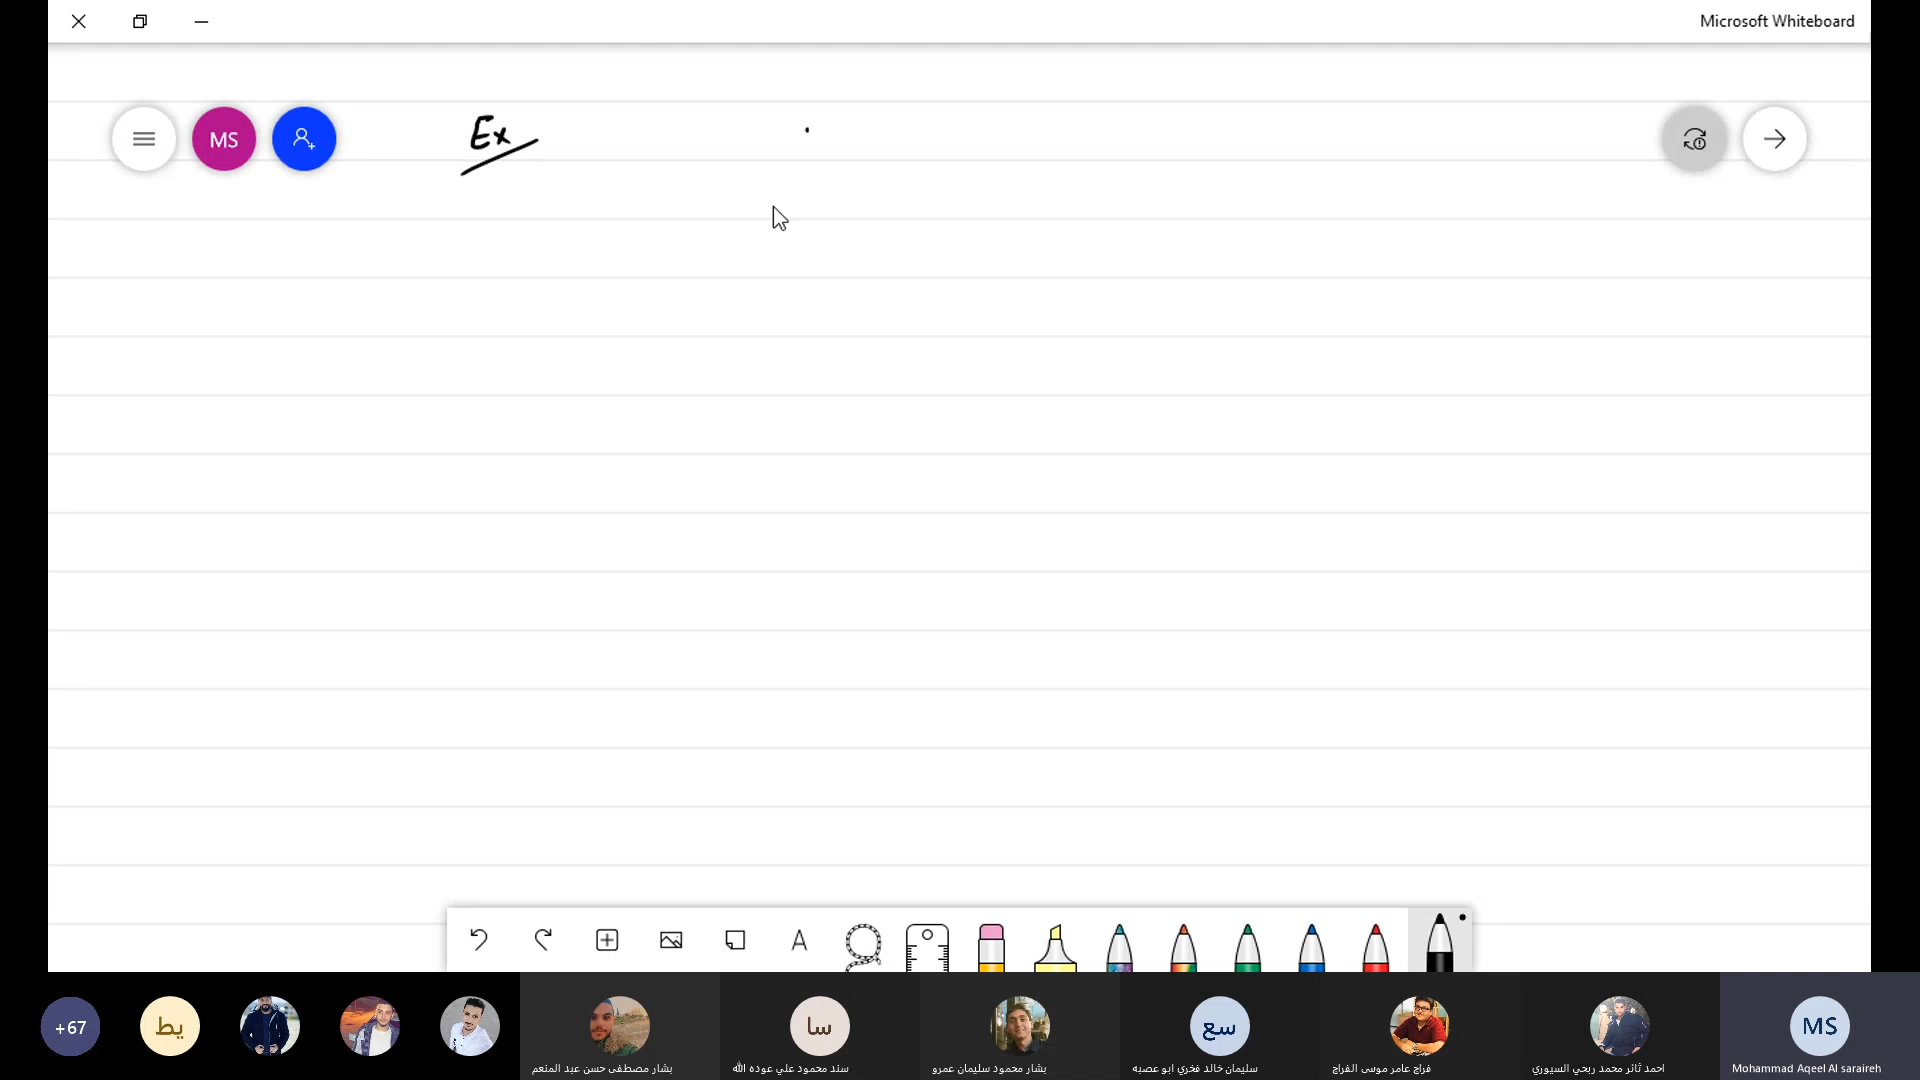 Microsoft Whiteboard
MS
Ex
A
+67
يط
سا
سع
MS
بشار مصطفى حسن عبد المنعم
سند محمود علي عوده الله
بشار محمود سليمان عمرو
سليمان خالد فخري ابو عصبه
فراج عامر موسى الفراج
احمد ثائر محمد ربحي السيوري
Mohammad Aqeel Al saraireh